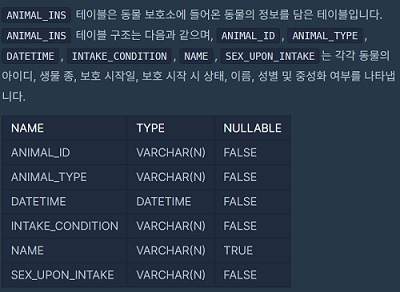 ANIMAL_INS 테이블은 동물 보호소에 들어온 동물의 정보를 담은 테이블입니다.
ANIMAL_INS 테이블 구조는 다음과 같으며, ANIMAL_ID , ANIMAL_TYPE ,
DATETIME , INTAKE_CONDITION , NAME , SEX_UPON_INTAKE 는 각각 동물의
아이디, 생물 종, 보호 시작일, 보호 시작 시 상태, 이름, 성별 및 중성화 여부를 나타냅
니다.
NAME TYPE NULLABLE
ANIMAL_ID VARCHAR(N) FALSE
ANIMAL_TYPE VARCHAR(N) FALSE
DATETIME DATETIME FALSE
INTAKE_CONDITION VARCHAR(N) FALSE
NAME VARCHAR(N) TRUE
SEX_UPON_INTAKE VARCHAR(N) FALSE